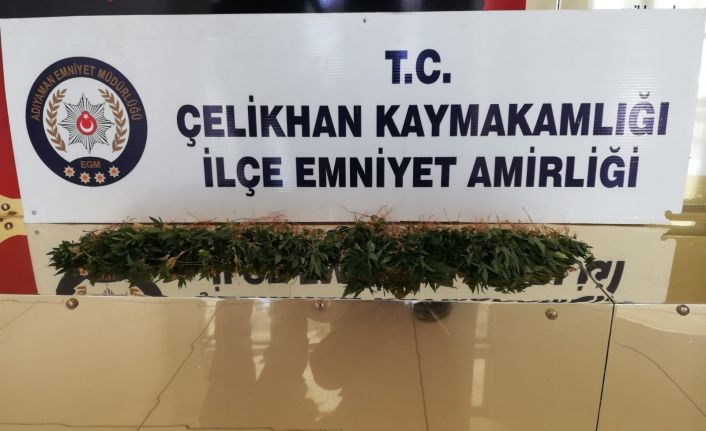 T.C.
ÇELİKHAN KAYMAKAMLIĞI
İLÇE EMNİYET AMİRLİĞİ
ADIYAMAN EMNİYET MÜDÜRLÜĞÜ
EGM